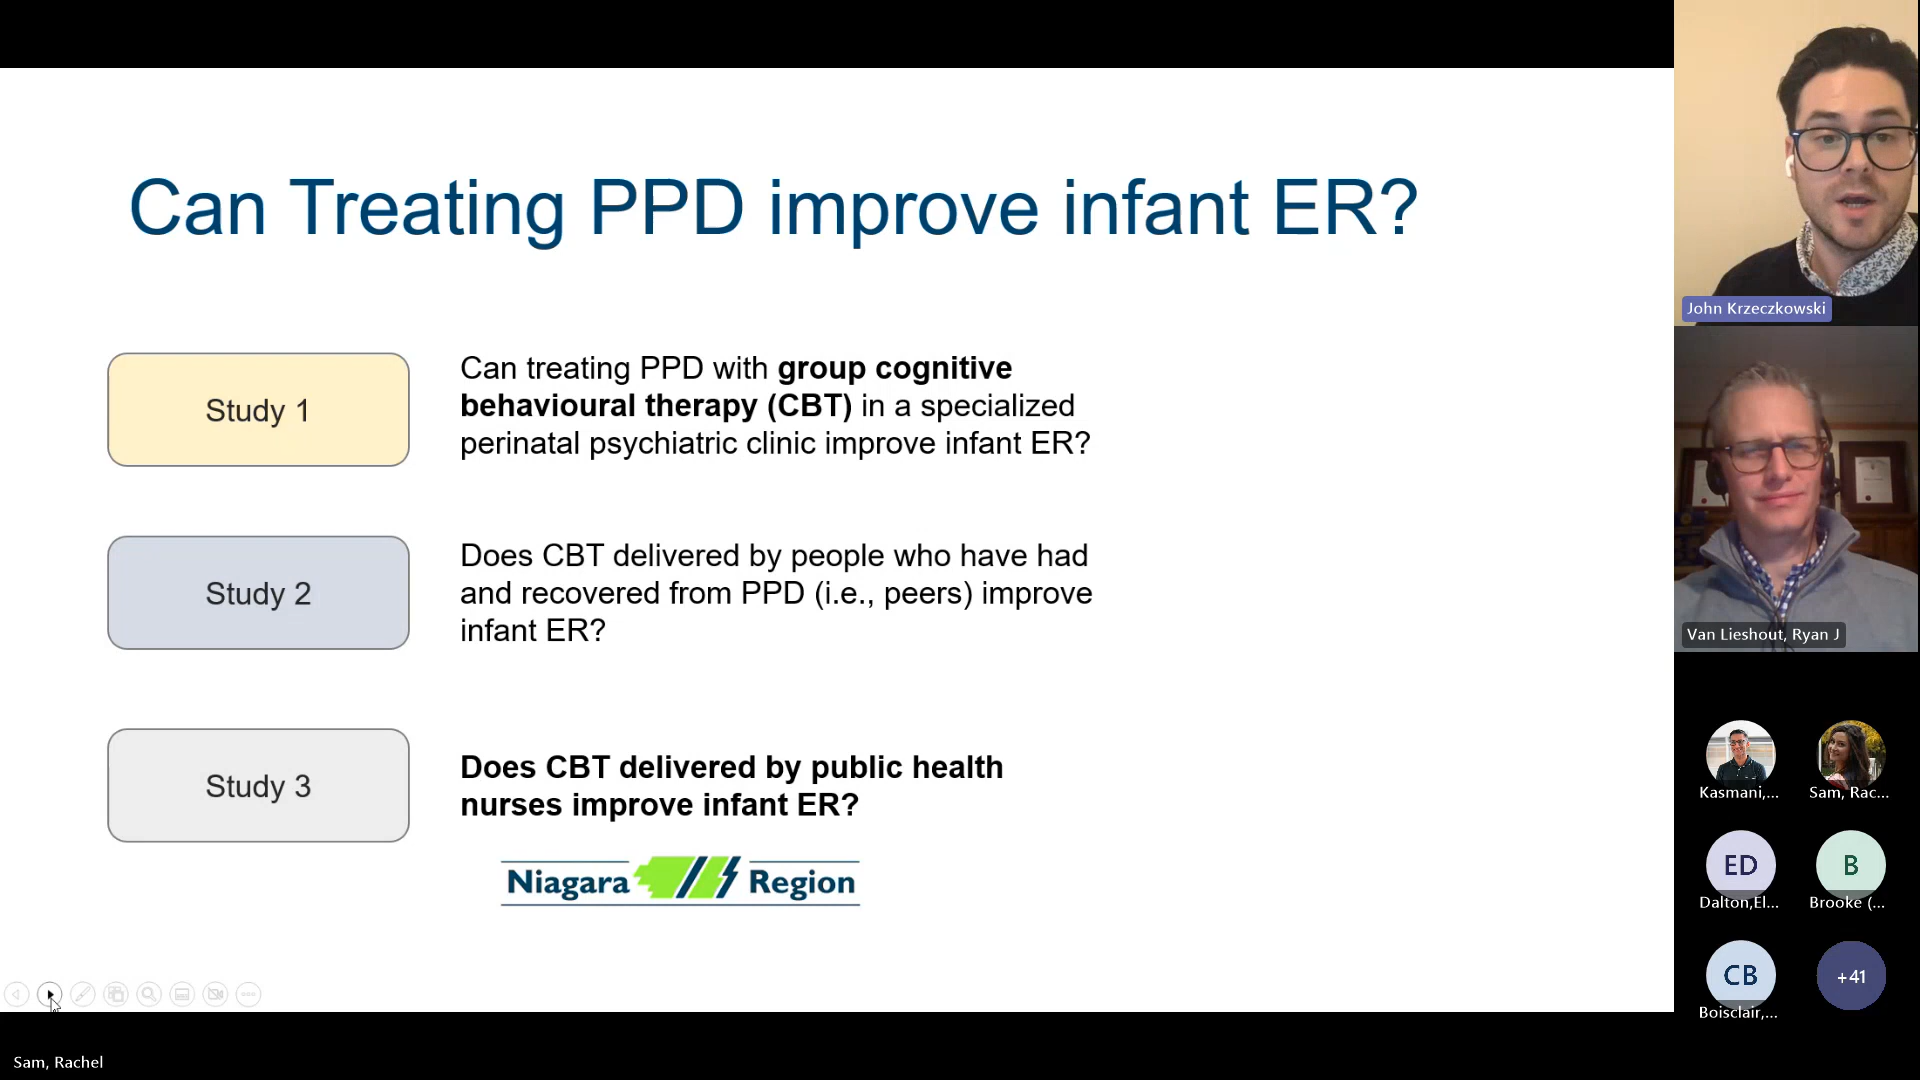 Can Treating PPD improve infant ER?
Study 1
Can treating PPD with group cognitive
behavioural therapy (CBT) in a specialized
perinatal psychiatric clinic improve infant ER?
Study 2
Does CBT delivered by people who have had
and recovered from PPD (i.e., peers) improve
infant ER?
Study 3
Does CBT delivered by public health
nurses improve infant ER?
Niagara Region
John Krzeczkowski
Van Lieshout, Ryan J
Kasmani,...
Sam, Rac...
ED
Dalton,El...
B
Brooke (...
CB
Boisclair,...
+41
Sam, Rachel